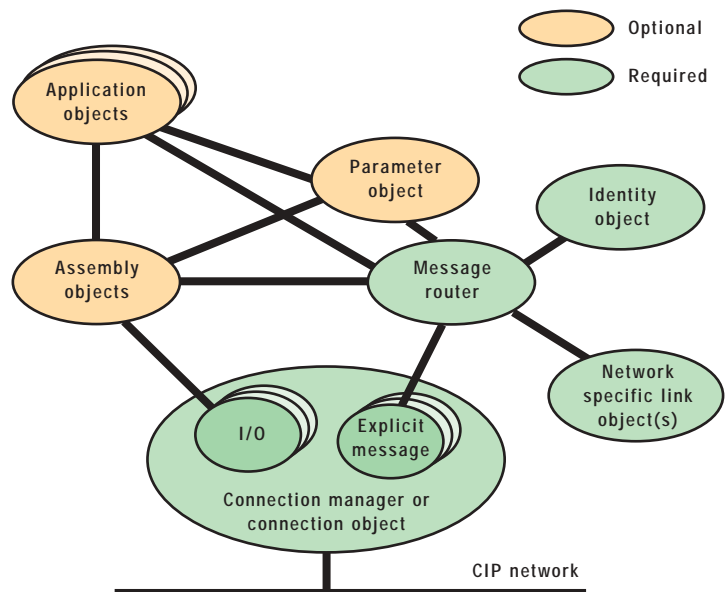 Optional
Required
Application
objects
Parameter
object
Identity
object
Assembly
objects
Message
router
Network
specific link
object(s)
I/O
Explicit
message
Connection manager or
connection object
CIP network